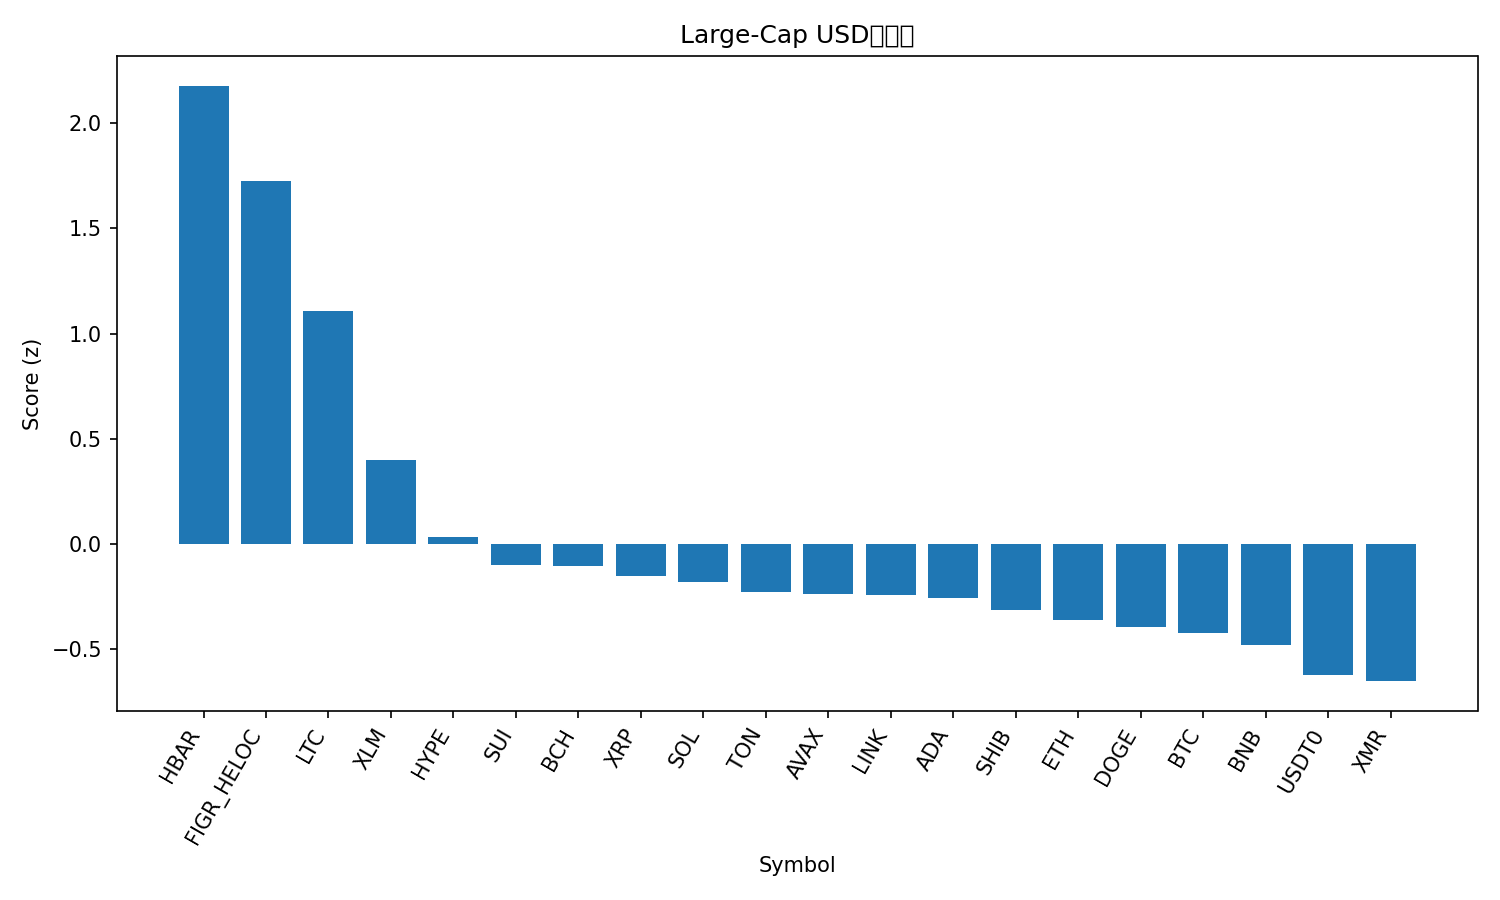 Large-Cap USD
Score (z)
2.0
1.5
1.0
0.5
0.0
−0.5
HBAR
FIGR_HELOC
LTC
XLM
HYPE
SUI
BCH
XRP
SOL
TON
AVAX
LINK
ADA
SHIB
ETH
DOGE
BTC
BNB
USDT0
XMR
Symbol